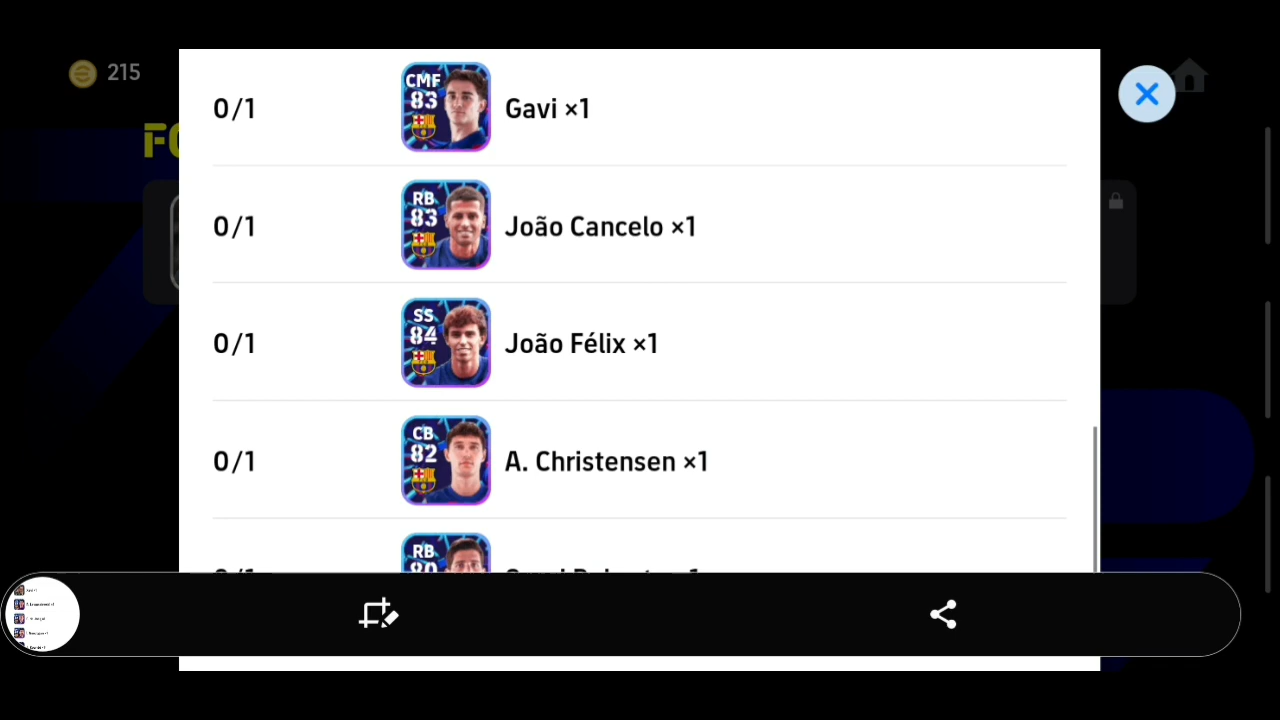 215
FO
0/1
CMF
83
Gavi ×1
0/1
RB
83
João Cancelo ×1
0/1
SS
84
João Félix ×1
0/1
CB
82
A. Christensen ×1
RB
80